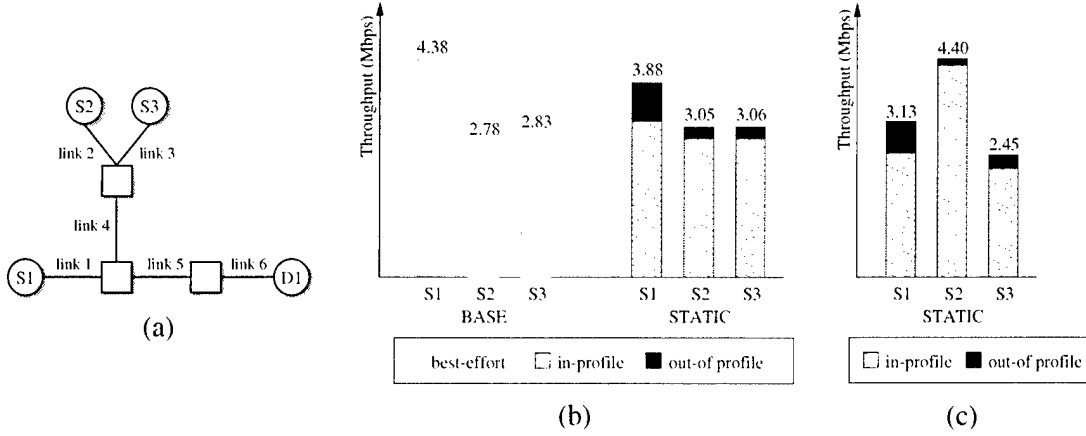 S2
S3
link 2
link 3
link 4
S1
link 1
link 5
link 6
D1
(a)
Throughput (Mbps)
4.38
2.78
2.83
3.88
3.05
3.06
S1
S2
S3
S1
S2
S3
BASE
STATIC
best-effort
in-profile
out-of profile
(b)
Throughput (Mbps)
3.13
4.40
2.45
S1
S2
S3
STATIC
in-profile
out-of profile
(c)